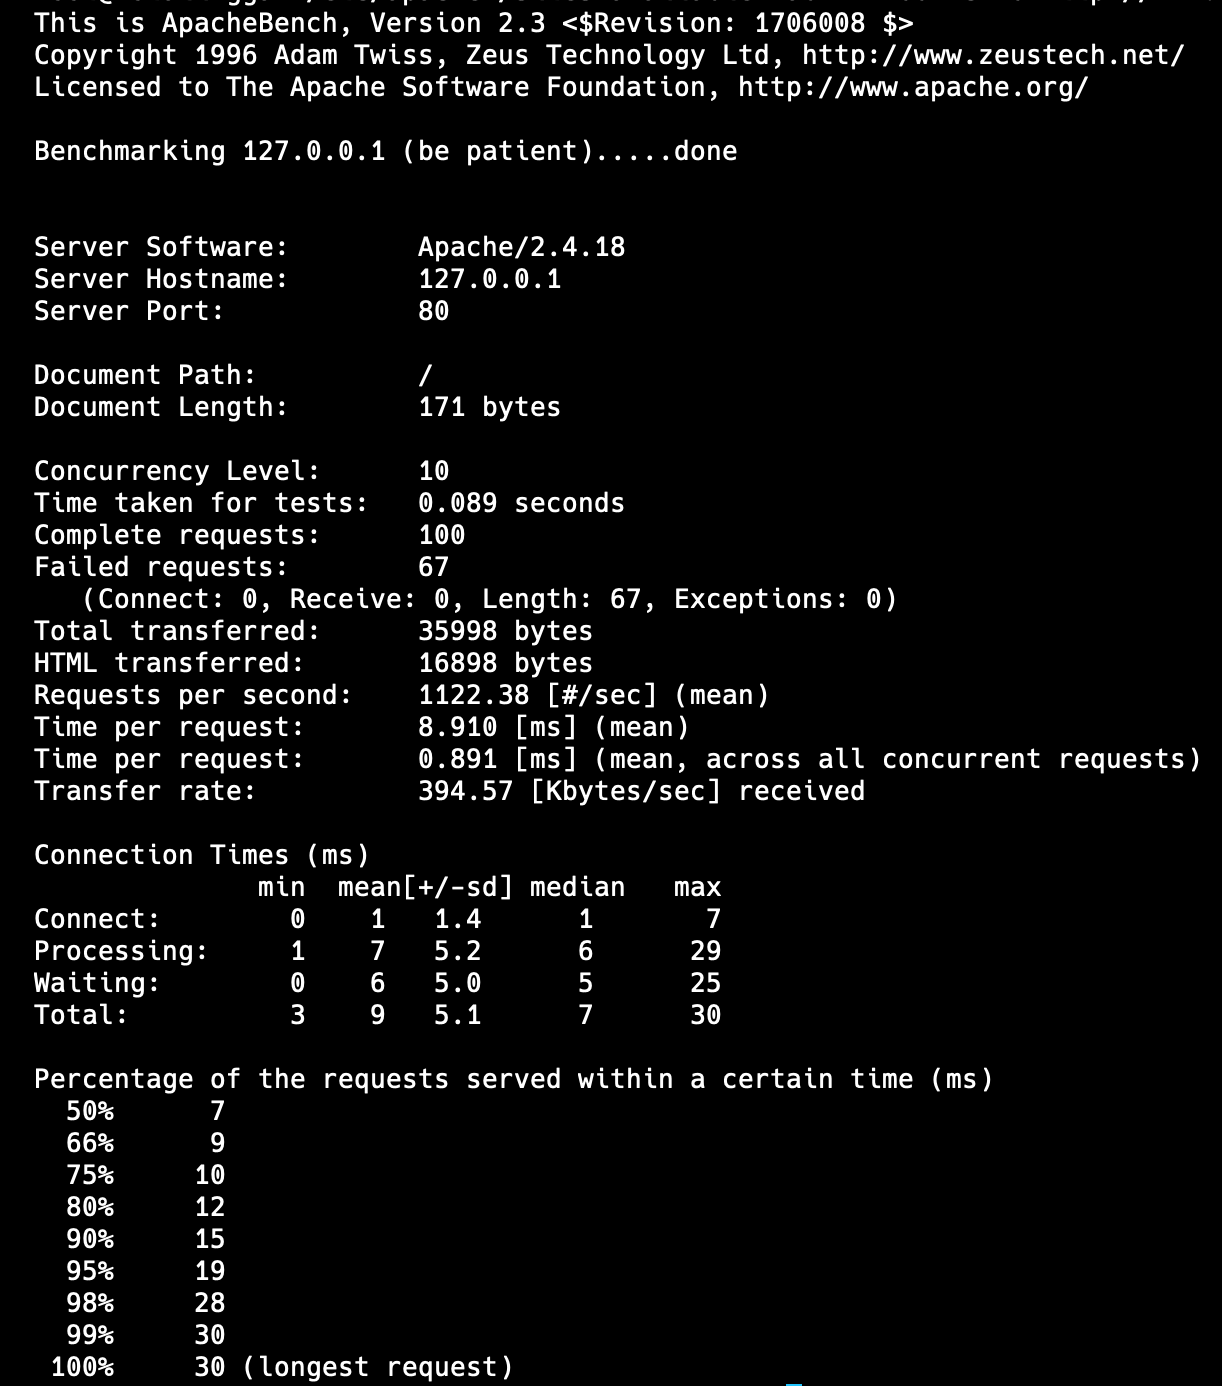 This is ApacheBench, Version 2.3 <$Revision: 1706008 $>
Copyright 1996 Adam Twiss, Zeus Technology Ltd, http://www.zeustech.net/
Licensed to The Apache Software Foundation, http://www.apache.org/

Benchmarking 127.0.0.1 (be patient).....done


Server Software:        Apache/2.4.18
Server Hostname:        127.0.0.1
Server Port:            80

Document Path:          /
Document Length:        171 bytes

Concurrency Level:      10
Time taken for tests:   0.089 seconds
Complete requests:      100
Failed requests:        67
   (Connect: 0, Receive: 0, Length: 67, Exceptions: 0)
Total transferred:      35998 bytes
HTML transferred:       16898 bytes
Requests per second:    1122.38 [#/sec] (mean)
Time per request:       8.910 [ms] (mean)
Time per request:       0.891 [ms] (mean, across all concurrent requests)
Transfer rate:          394.57 [Kbytes/sec] received

Connection Times (ms)
              min  mean[+/-sd] median   max
Connect:        0    1   1.4      1       7
Processing:     1    7   5.2      6      29
Waiting:        0    6   5.0      5      25
Total:          3    9   5.1      7      30

Percentage of the requests served within a certain time (ms)
  50%      7
  66%      9
  75%     10
  80%     12
  90%     15
  95%     19
  98%     28
  99%     30
 100%     30 (longest request)